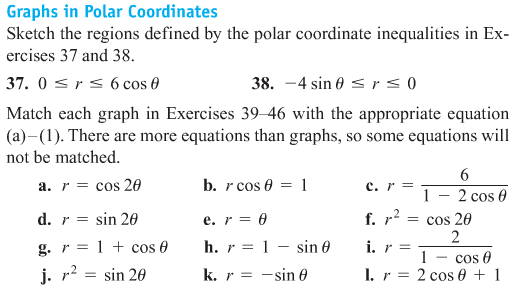 Graphs in Polar Coordinates
Sketch the regions defined by the polar coordinate inequalities in Ex-
ercises 37 and 38.
37. 0 ≤ r ≤ 6 cos θ 38. −4 sin θ ≤ r ≤ 0
Match each graph in Exercises 39–46 with the appropriate equation
(a)–(l). There are more equations than graphs, so some equations will
not be matched.
a. r = cos 2θ b. r cos θ = 1 c. r = 6 / (1 − 2 cos θ)
d. r = sin 2θ e. r = θ f. r² = cos 2θ
g. r = 1 + cos θ h. r = 1 − sin θ i. r = 2 / (1 − cos θ)
j. r² = sin 2θ k. r = −sin θ l. r = 2 cos θ + 1